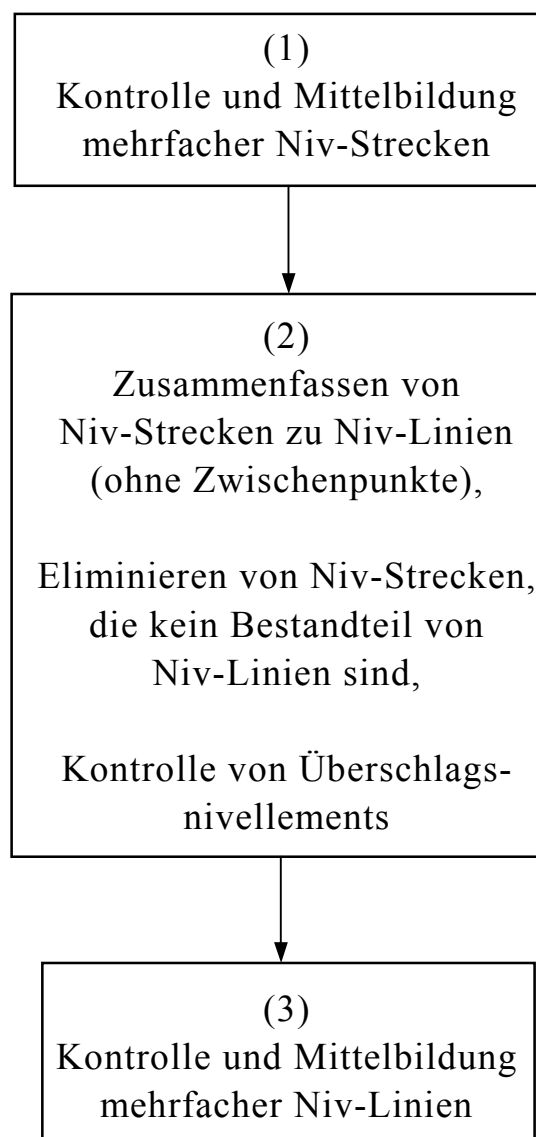 (1)
Kontrolle und Mittelbildung
mehrfacher Niv-Strecken
(2)
Zusammenfassen von
Niv-Strecken zu Niv-Linien
(ohne Zwischenpunkte),
Eliminieren von Niv-Strecken,
die kein Bestandteil von
Niv-Linien sind,
Kontrolle von Überschlags-
nivellements
(3)
Kontrolle und Mittelbildung
mehrfacher Niv-Linien